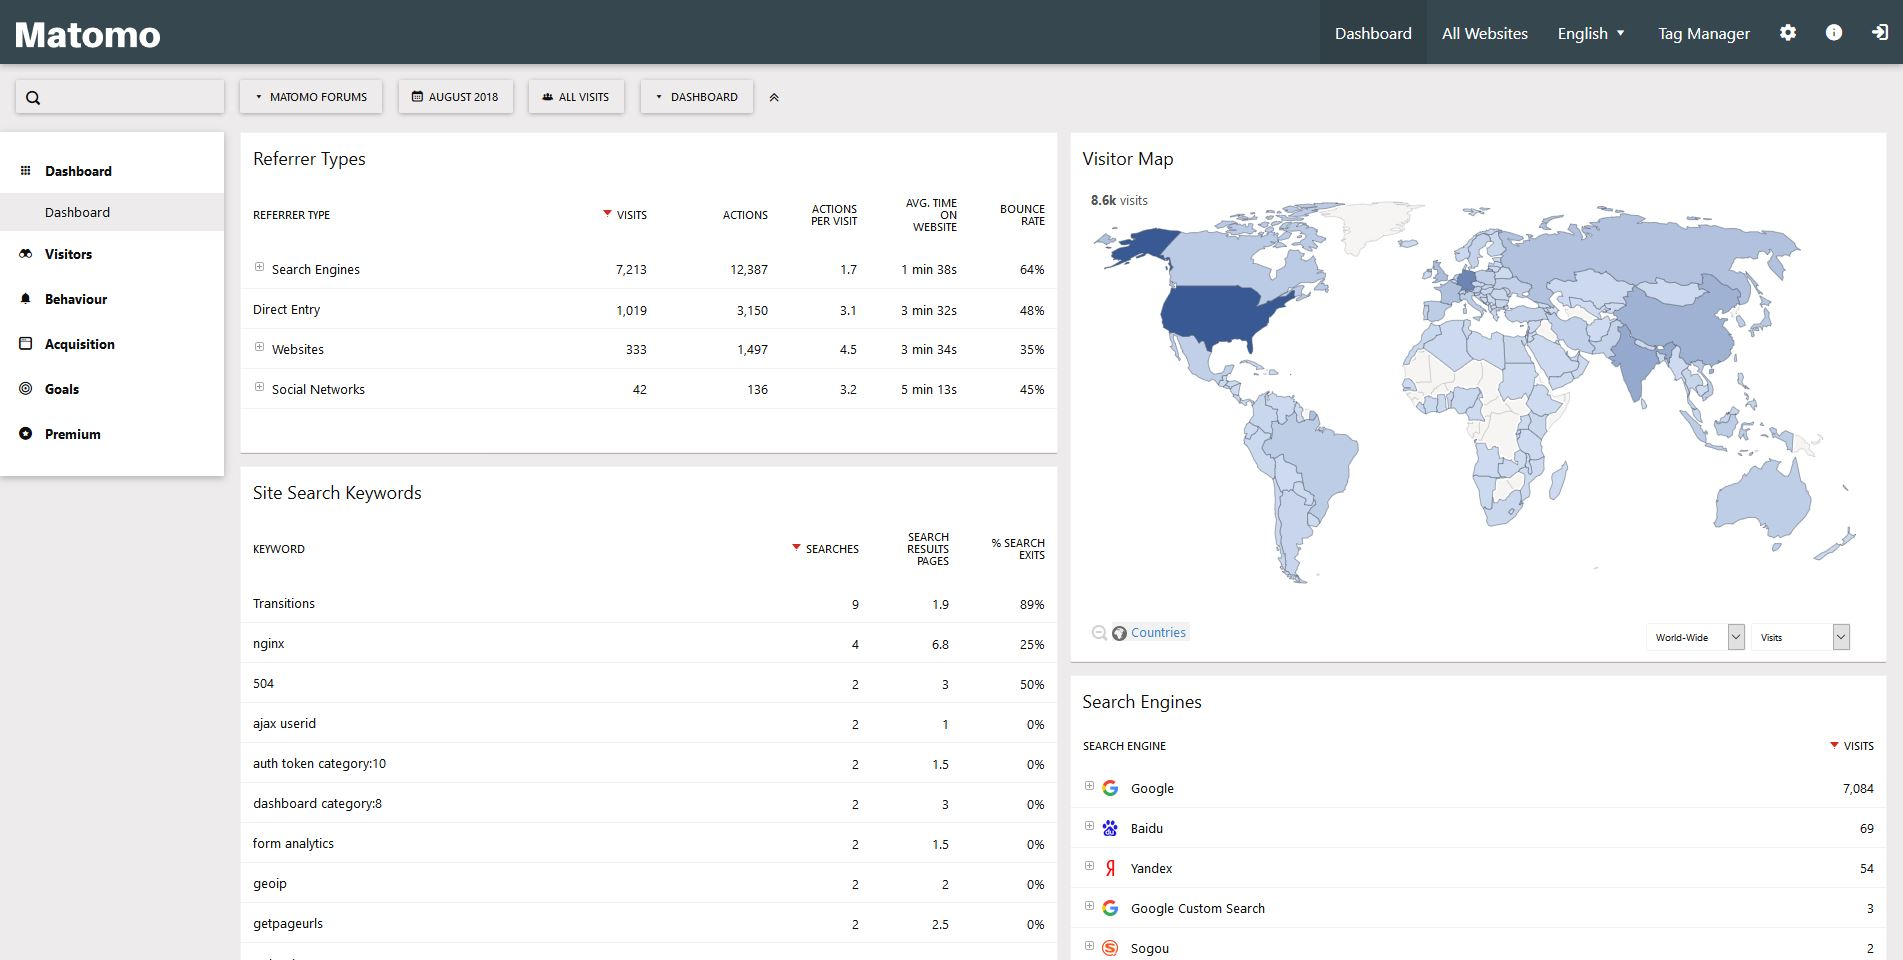 Matomo
Dashboard All Websites English Tag Manager
MATOMO FORUMS AUGUST 2018 ALL VISITS DASHBOARD
Dashboard
Dashboard
Visitors
Behaviour
Acquisition
Goals
Premium
Referrer Types
REFERRER TYPE VISITS ACTIONS ACTIONS PER VISIT AVG. TIME ON WEBSITE BOUNCE RATE
Search Engines 7,213 12,387 1.7 1 min 38s 64%
Direct Entry 1,019 3,150 3.1 3 min 32s 48%
Websites 333 1,497 4.5 3 min 34s 35%
Social Networks 42 136 3.2 5 min 13s 45%
Site Search Keywords
KEYWORD SEARCHES SEARCH RESULTS PAGES % SEARCH EXITS
Transitions 9 1.9 89%
nginx 4 6.8 25%
504 2 3 50%
ajax userid 2 1 0%
auth token category:10 2 1.5 0%
dashboard category:8 2 3 0%
form analytics 2 1.5 0%
geoip 2 2 0%
getpageurls 2 2.5 0%
Visitor Map
8.6k visits
Countries
World-Wide Visits
Search Engines
SEARCH ENGINE VISITS
Google 7,084
Baidu 69
Yandex 54
Google Custom Search 3
Sogou 2